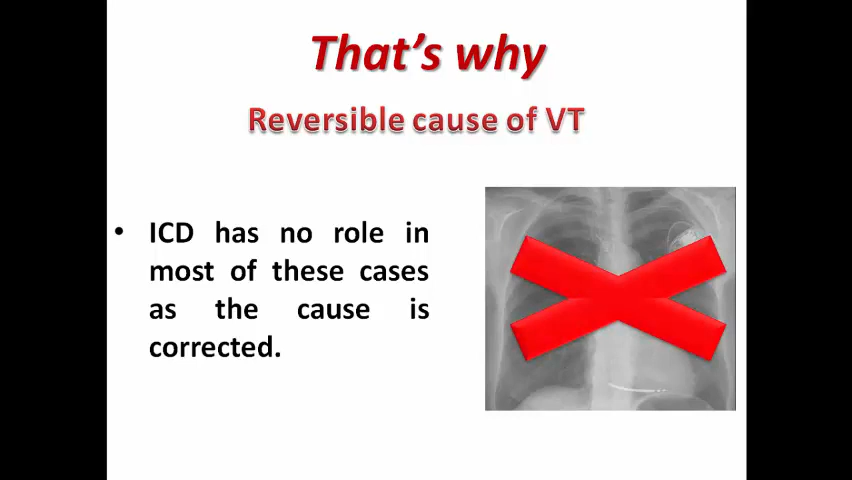 That's why
Reversible cause of VT
• ICD has no role in
most of these cases
as the cause is
corrected.